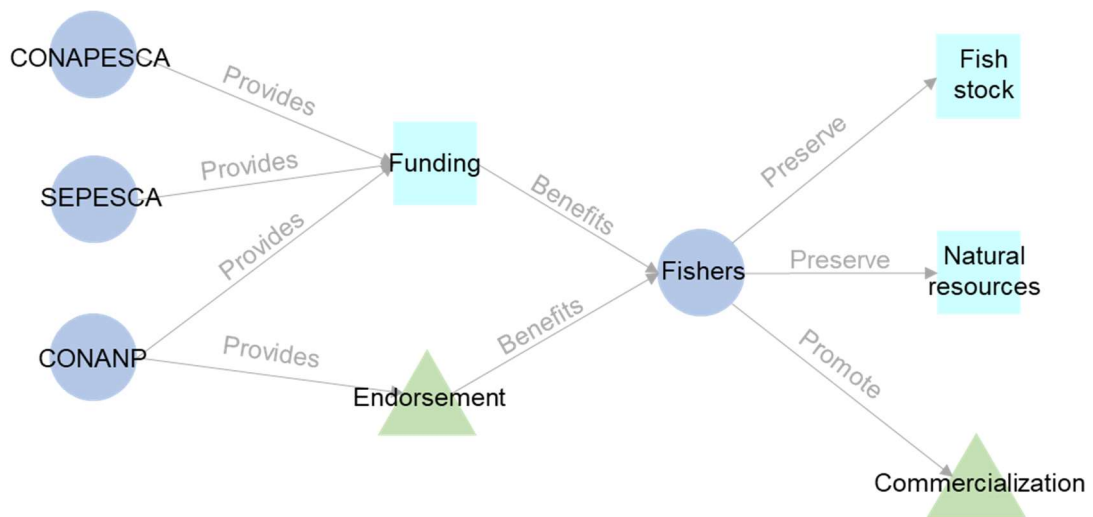 CONAPESCA
Provides
Fish
stock
SEPESCA
Provides
Funding
Preserve
Benefits
Provides
Fishers
Preserve
Natural
resources
CONANP
Provides
Endorsement
Benefits
Promote
Commercialization